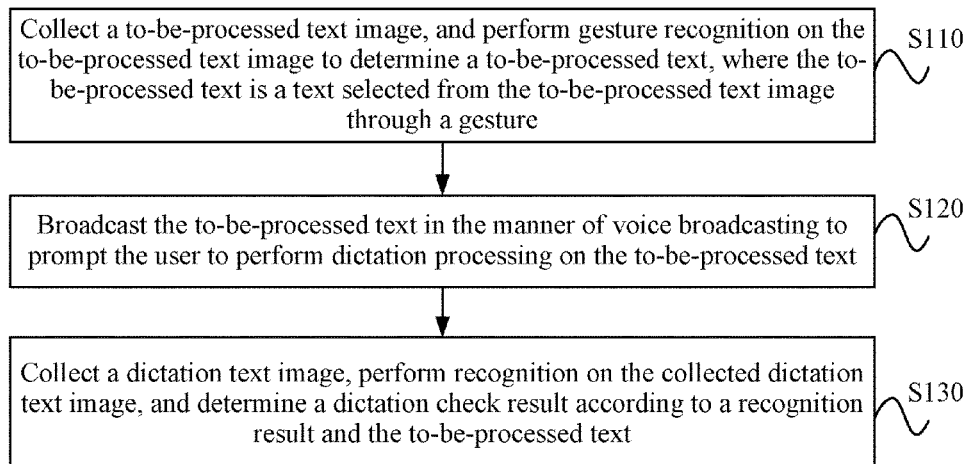 Collect a to-be-processed text image, and perform gesture recognition on the
to-be-processed text image to determine a to-be-processed text, where the to-
be-processed text is a text selected from the to-be-processed text image
through a gesture
S110
Broadcast the to-be-processed text in the manner of voice broadcasting to
prompt the user to perform dictation processing on the to-be-processed text
S120
Collect a dictation text image, perform recognition on the collected dictation
text image, and determine a dictation check result according to a recognition
result and the to-be-processed text
S130